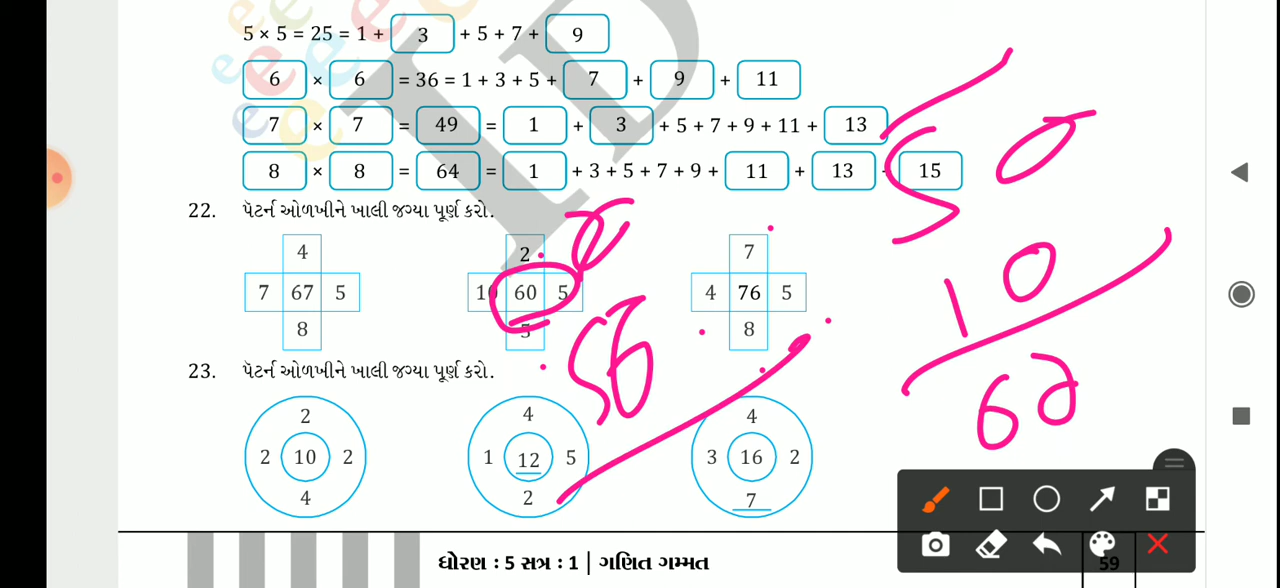 5 × 5 = 25 = 1 + 3 + 5 + 7 + 9
6 × 6 = 36 = 1 + 3 + 5 + 7 + 9 + 11
7 × 7 = 49 = 1 + 3 + 5 + 7 + 9 + 11 + 13
8 × 8 = 64 = 1 + 3 + 5 + 7 + 9 + 11 + 13 + 15
22. પૅટર્ન ઓળખીને ખાલી જગ્યા પૂર્ણ કરો.
4 2 7
7 67 5 10 60 5 4 76 5
8 5 8
23. પૅટર્ન ઓળખીને ખાલી જગ્યા પૂર્ણ કરો.
2 4 4
2 10 2 1 12 5 3 16 2
4 2 7
ધોરણ : 5 સત્ર : 1 | ગણિત ગમ્મત
59
50
10